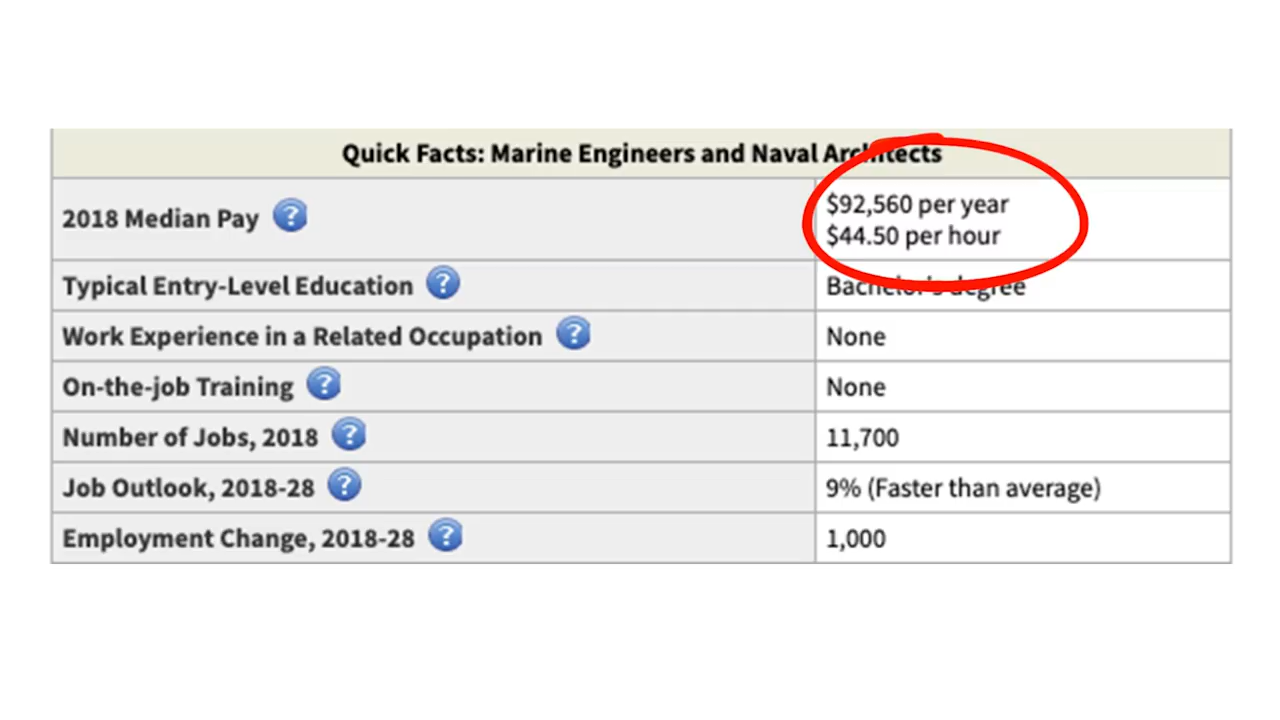 Quick Facts: Marine Engineers and Naval Architects
2018 Median Pay ?
$92,560 per year
$44.50 per hour
Typical Entry-Level Education ?
Bachelor's degree
Work Experience in a Related Occupation ?
None
On-the-job Training ?
None
Number of Jobs, 2018 ?
11,700
Job Outlook, 2018-28 ?
9% (Faster than average)
Employment Change, 2018-28 ?
1,000